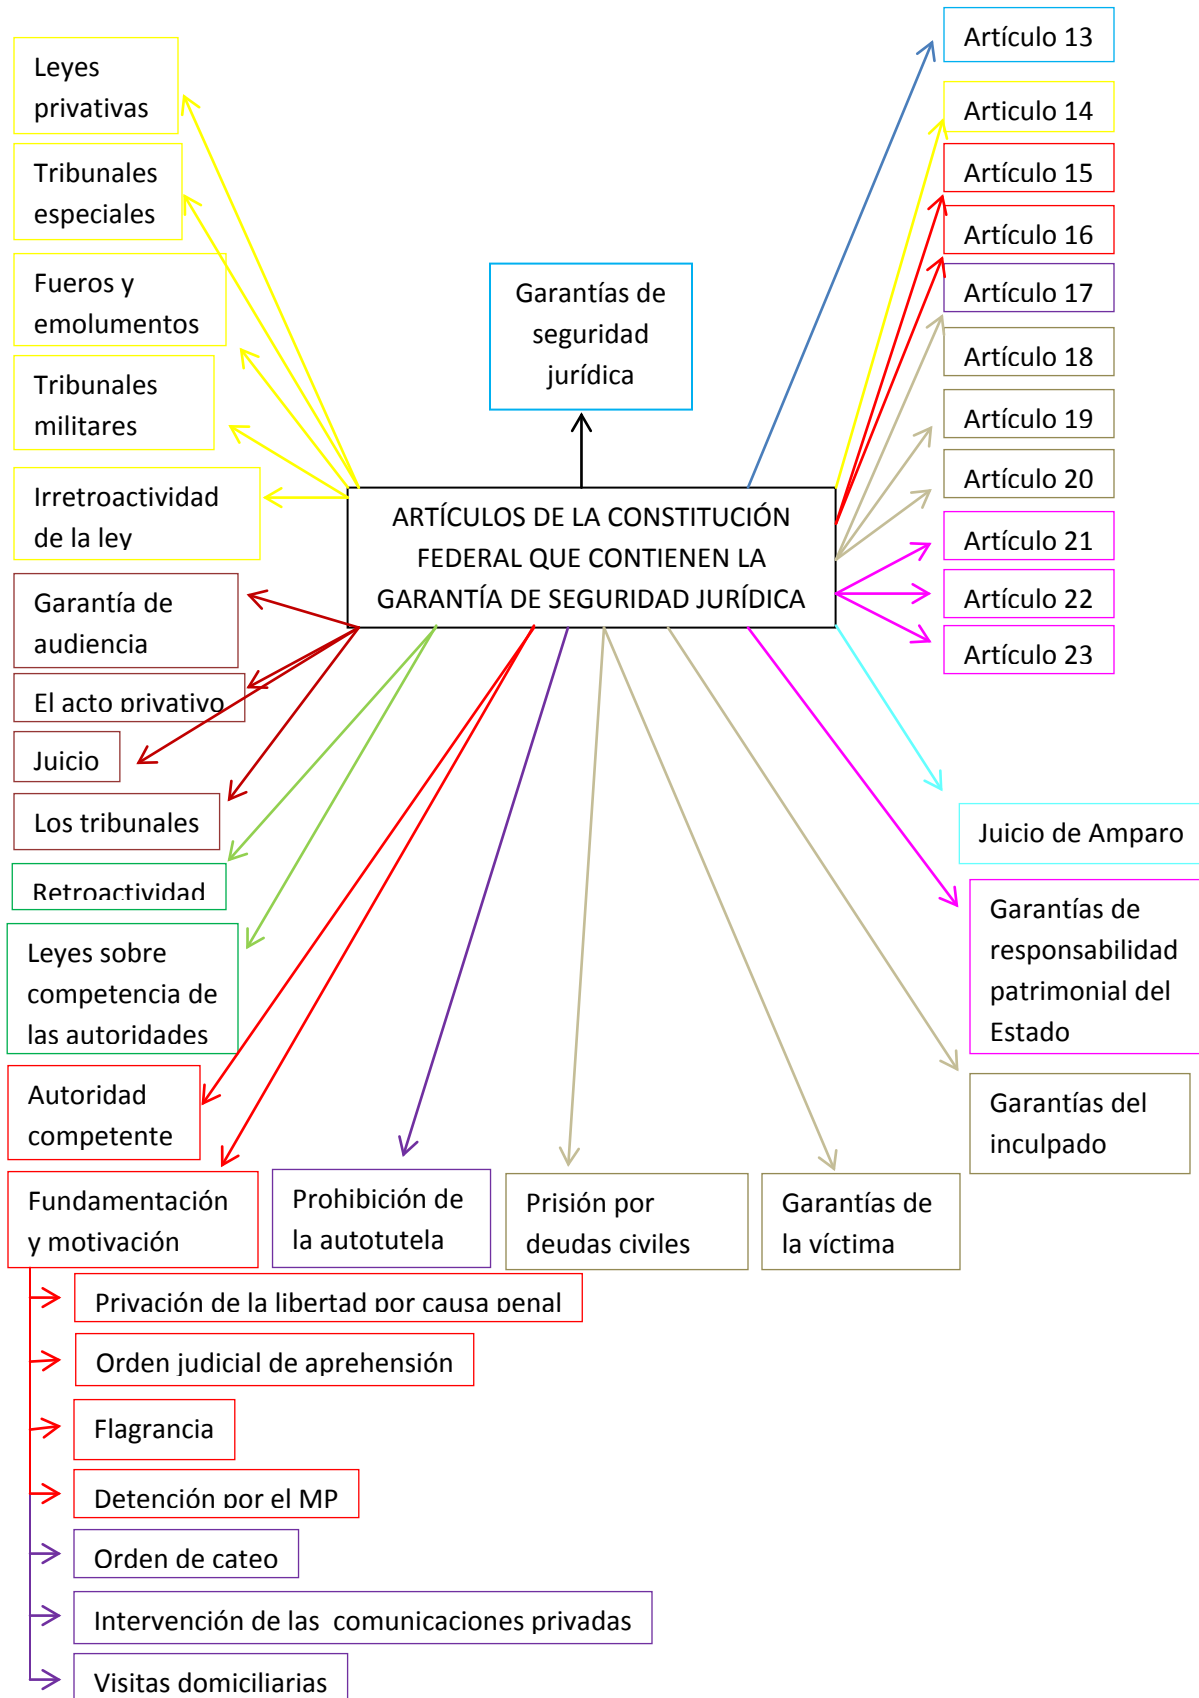 Leyes
privativas
Tribunales
especiales
Fueros y
emolumentos
Tribunales
militares
Irretroactividad
de la ley
Garantía de
audiencia
El acto privativo
Juicio
Los tribunales
Retroactividad
Leyes sobre
competencia de
las autoridades
Autoridad
competente
Fundamentación
y motivación
Privación de la libertad por causa penal
Orden judicial de aprehensión
Flagrancia
Detención por el MP
Orden de cateo
Intervención de las comunicaciones privadas
Visitas domiciliarias
Garantías de
seguridad
jurídica
ARTÍCULOS DE LA CONSTITUCIÓN
FEDERAL QUE CONTIENEN LA
GARANTÍA DE SEGURIDAD JURÍDICA
Prohibición de
la autotutela
Prisión por
deudas civiles
Garantías de
la víctima
Artículo 13
Articulo 14
Artículo 15
Artículo 16
Artículo 17
Artículo 18
Artículo 19
Artículo 20
Artículo 21
Artículo 22
Artículo 23
Juicio de Amparo
Garantías de
responsabilidad
patrimonial del
Estado
Garantías del
inculpado